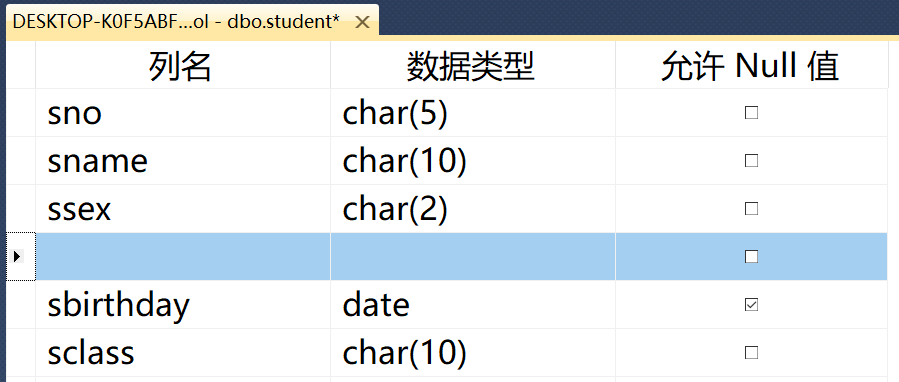 DESKTOP-K0F5ABF...ol - dbo.student*
列名 数据类型 允许 Null 值
sno char(5)
sname char(10)
ssex char(2)
sbirthday date
sclass char(10)